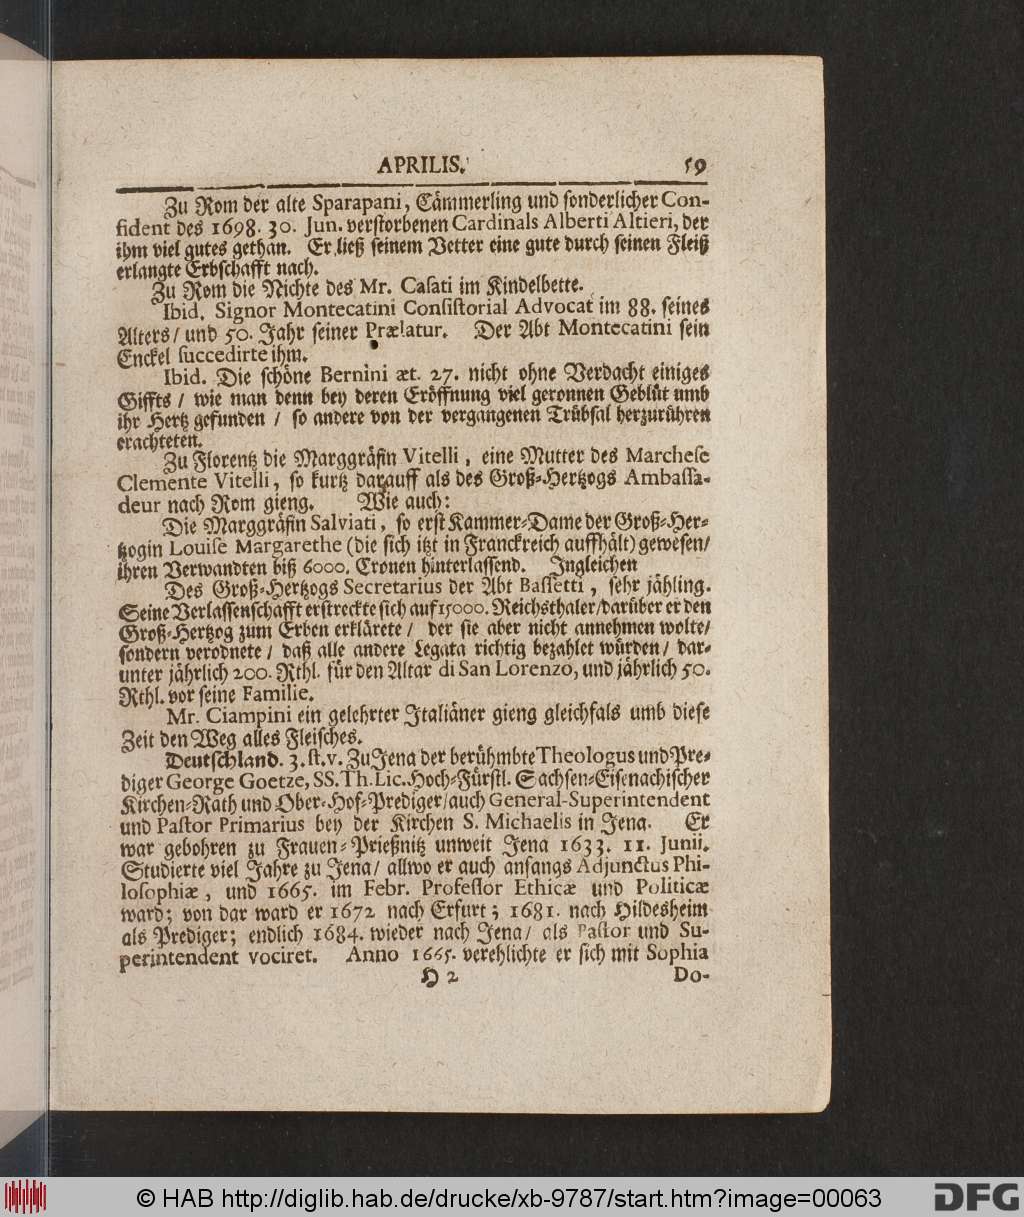 APRILIS. 59
Zu Rom der alte Sparapani, Cämmerling und sonderlicher Con-
fident des 1698. 30. Jun. verstorbenen Cardinals Alberti Altieri, der
ihm viel gutes gethan. Er ließ seinem Vetter eine gute durch seinen Fleiß
erlangte Erbschafft nach.
Zu Rom die Nichte des Mr. Casati im Kindelbette.
Ibid. Signor Montecatini Consistorial Advocat im 88. seines
Alters / und 50. Jahr seiner Prælatur. Der Abt Montecatini sein
Enckel succedirte ihm.
Ibid. Die schöne Bernini æt. 27. nicht ohne Verdacht einiges
Giffts / wie man denn bey deren Eröffnung viel geronnen Geblüt umb
ihr Hertz gefunden / so andere von der vergangenen Trübsal herzurühren
erachteten.
Zu Florentz die Marggräfin Vitelli, eine Mutter des Marchese
Clemente Vitelli, so kurtz darauff als des Groß-Hertzogs Ambassa-
deur nach Rom gieng. Wie auch:
Die Marggräfin Salviati, so erst Kammer-Dame der Groß-Her-
tzogin Louise Margarethe (die sich itzt in Franckreich auffhält) gewesen/
ihren Verwandten biß 6000. Cronen hinterlassend. Ingleichen
Des Groß-Hertzogs Secretarius der Abt Bassetti, sehr jähling.
Seine Verlassenschafft erstreckte sich auf 15000. Reichsthaler/darüber er den
Groß-Hertzog zum Erben erklärete / der sie aber nicht annehmen wolte/
sondern verodnete / daß alle andere Legata richtig bezahlet würden / dar-
unter jährlich 200. Rthl. für den Altar di San Lorenzo, und jährlich 50.
Rthl. vor seine Familie.
Mr. Ciampini ein gelehrter Italiäner gieng gleichfals umb diese
Zeit den Weg alles Fleisches.
Deutschland. 3. st. v. Zu Jena der berühmbte Theologus und Pre-
diger George Goetze, SS. Th. Lic. Hoch-Fürstl. Sachsen-Eisenachischer
Kirchen-Rath und Ober-Hof-Prediger/auch General-Superintendent
und Pastor Primarius bey der Kirchen S. Michaelis in Jena. Er
war gebohren zu Frauen-Prießnitz unweit Jena 1633. 11. Junii.
Studierte viel Jahre zu Jena / allwo er auch anfangs Adjunctus Phi-
losophiæ, und 1665. im Febr. Professor Ethicæ und Politicæ
ward; von dar ward er 1672 nach Erfurt; 1681. nach Hildesheim
als Prediger; endlich 1684. wieder nach Jena / als Pastor und Su-
perintendent vociret. Anno 1665. verehlichte er sich mit Sophia
H 2 Do-
© HAB http://diglib.hab.de/drucke/xb-9787/start.htm?image=00063
DFG